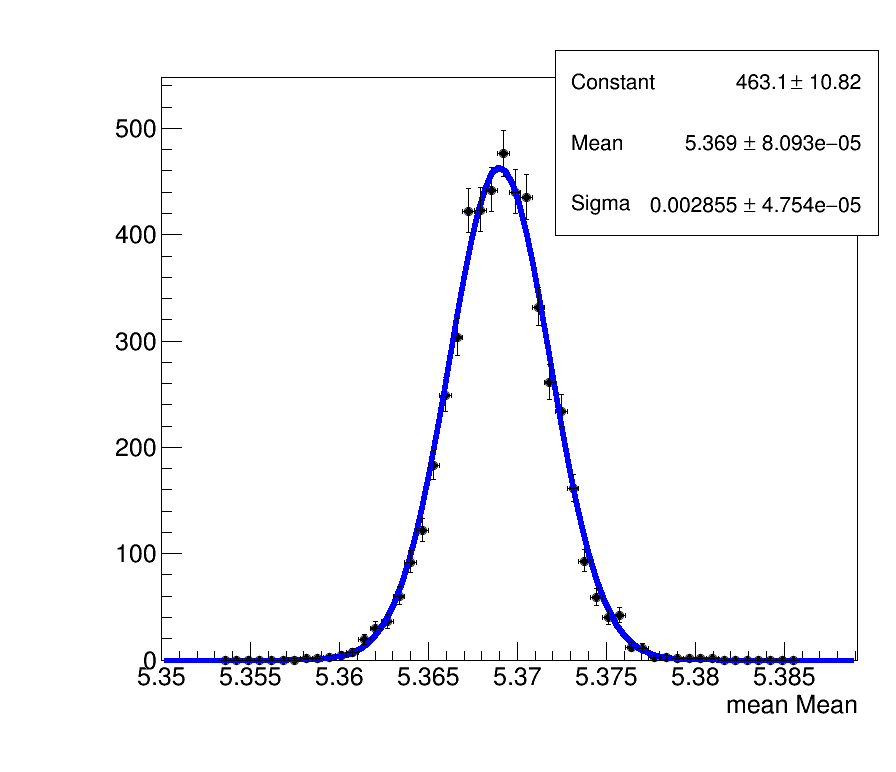 Constant 463.1 ± 10.82
Mean 5.369 ± 8.093e−05
Sigma 0.002855 ± 4.754e−05
500
400
300
200
100
0
5.35 5.355 5.36 5.365 5.37 5.375 5.38 5.385
mean Mean